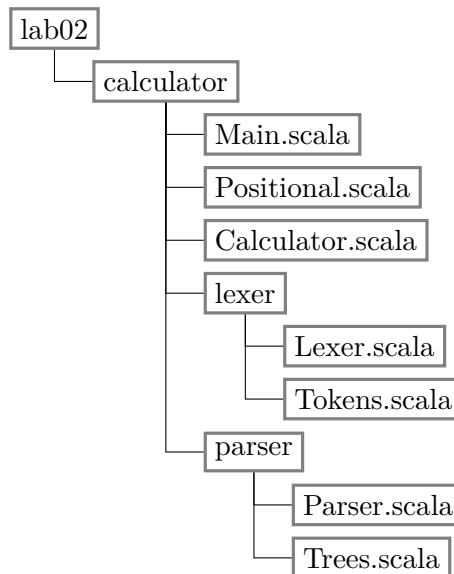 lab02
calculator
Main.scala
Positional.scala
Calculator.scala
lexer
Lexer.scala
Tokens.scala
parser
Parser.scala
Trees.scala